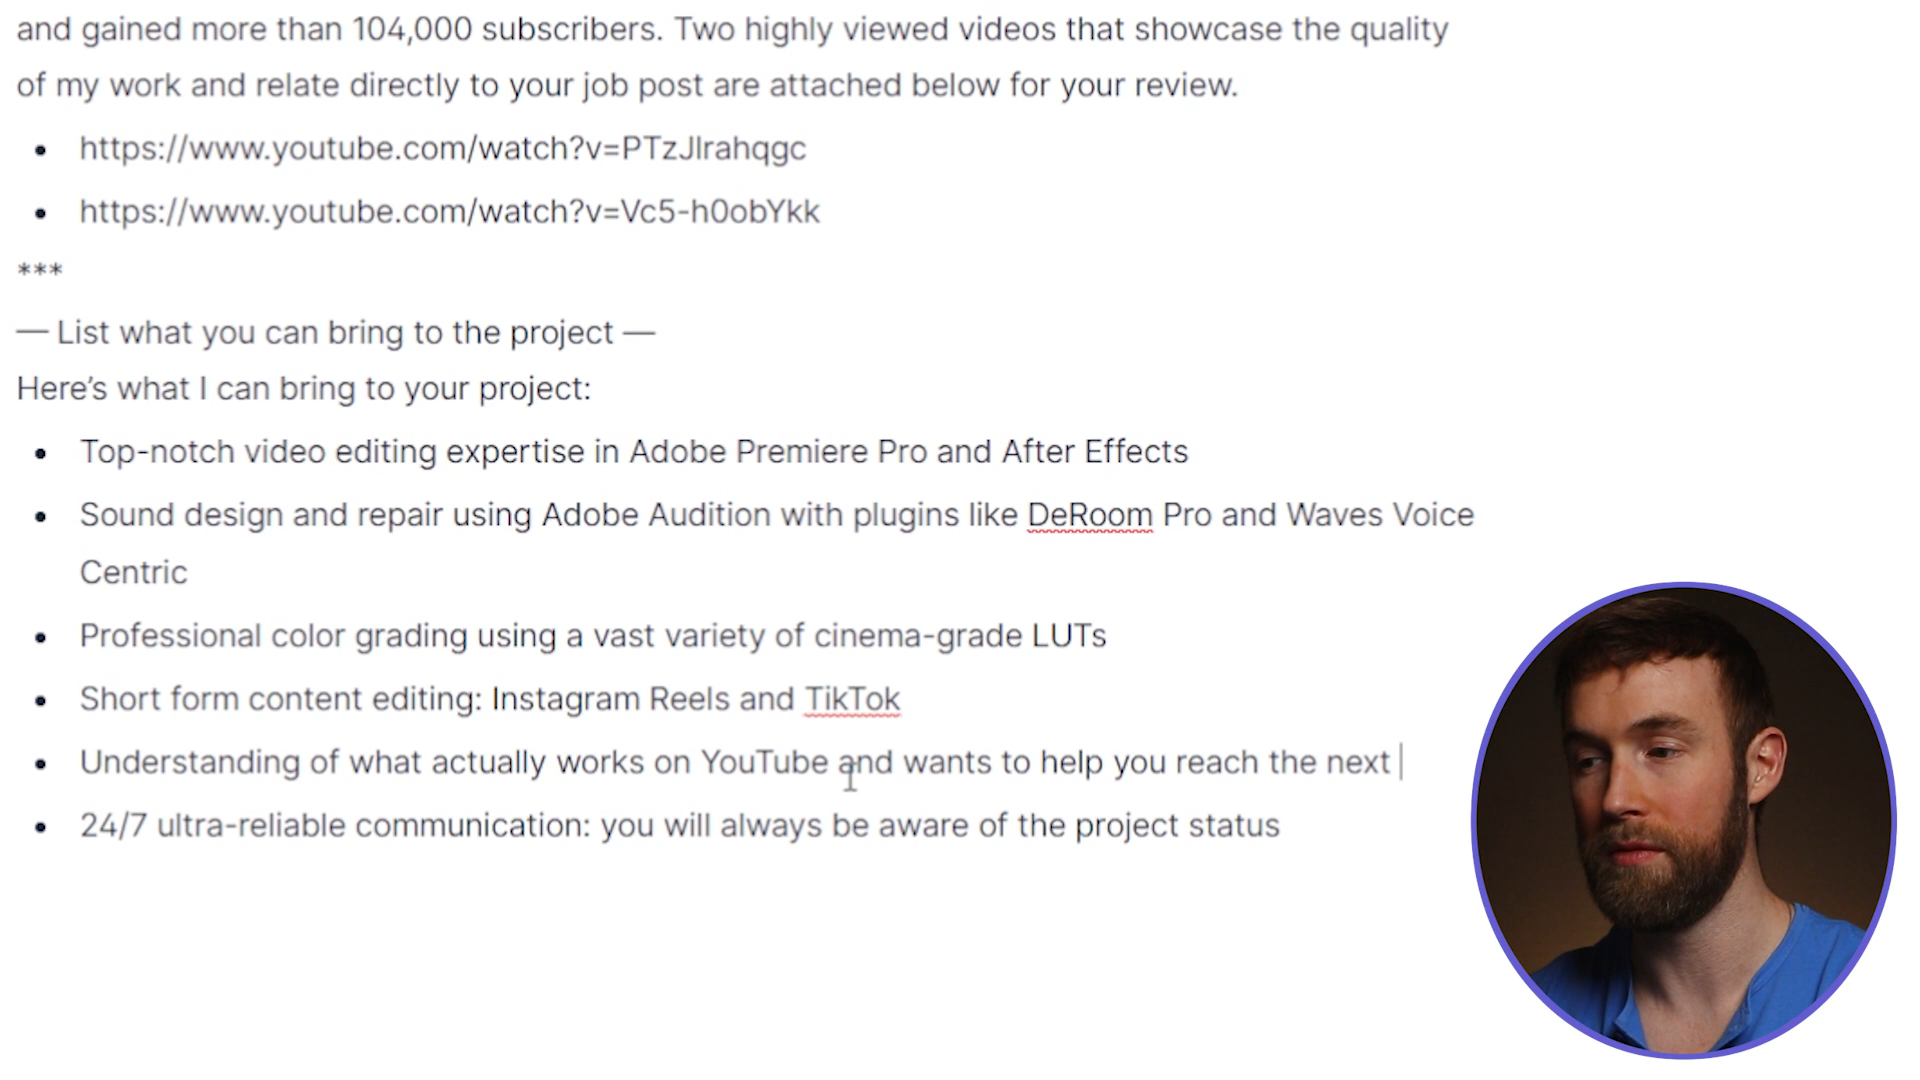 and gained more than 104,000 subscribers. Two highly viewed videos that showcase the quality
of my work and relate directly to your job post are attached below for your review.
• https://www.youtube.com/watch?v=PTzJlrahqgc
• https://www.youtube.com/watch?v=Vc5-h0obYkk
***
— List what you can bring to the project —
Here’s what I can bring to your project:
• Top-notch video editing expertise in Adobe Premiere Pro and After Effects
• Sound design and repair using Adobe Audition with plugins like DeRoom Pro and Waves Voice
Centric
• Professional color grading using a vast variety of cinema-grade LUTs
• Short form content editing: Instagram Reels and TikTok
• Understanding of what actually works on YouTube and wants to help you reach the next
• 24/7 ultra-reliable communication: you will always be aware of the project status